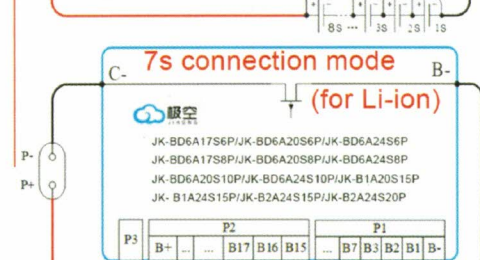 8S ... 3S 2S 1S
C- 7s connection mode B-
(for Li-ion)
极空
JIKONG
JK-BD6A17S6P/JK-BD6A20S6P/JK-BD6A24S6P
JK-BD6A17S8P/JK-BD6A20S8P/JK-BD6A24S8P
JK-BD6A20S10P/JK-BD6A24S10P/JK-B1A20S15P
JK- B1A24S15P/JK-B2A24S15P/JK-B2A24S20P
P-
P+
P3 P2 P1
B+ ... ... B17 B16 B15 ... B7 B3 B2 B1 B-